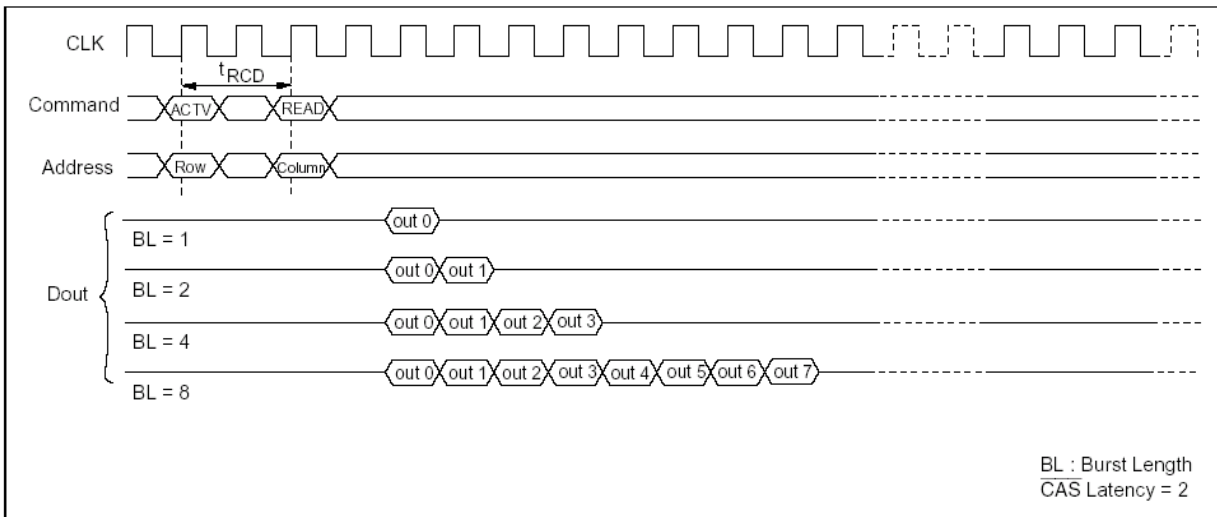 CLK
tRCD
Command ACTV READ
Address Row Column
out 0
BL = 1
out 0 out 1
Dout
BL = 2
out 0 out 1 out 2 out 3
BL = 4
out 0 out 1 out 2 out 3 out 4 out 5 out 6 out 7
BL = 8
BL : Burst Length
CAS Latency = 2